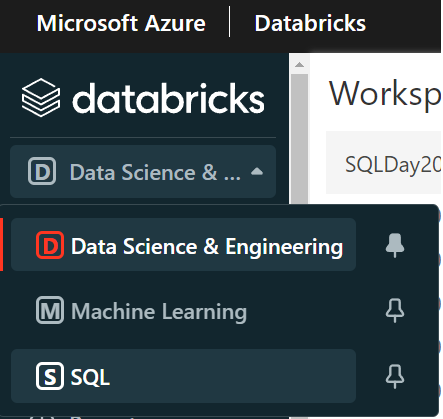 Microsoft Azure | Databricks
databricks
Worksp
D Data Science & ...
SQLDay20
D Data Science & Engineering
M Machine Learning
S SQL